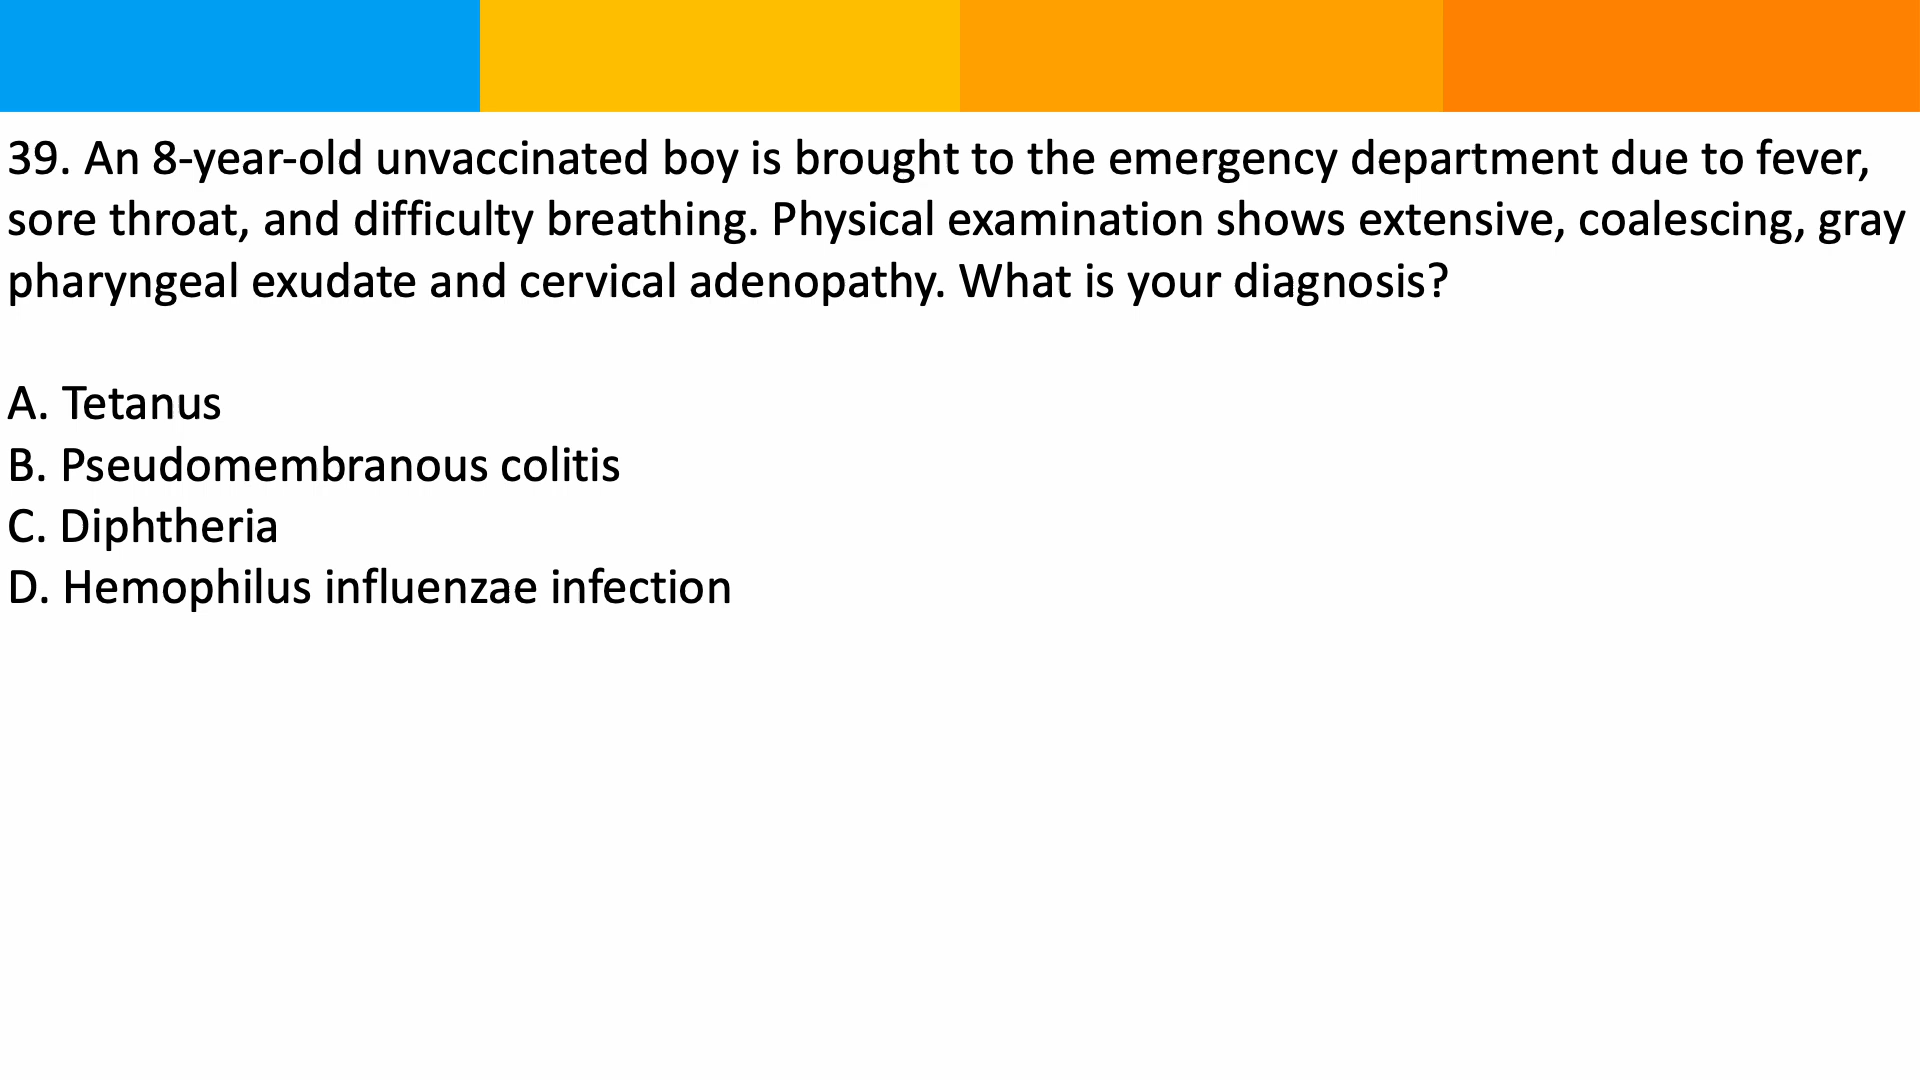 39. An 8-year-old unvaccinated boy is brought to the emergency department due to fever,
sore throat, and difficulty breathing. Physical examination shows extensive, coalescing, gray
pharyngeal exudate and cervical adenopathy. What is your diagnosis?
A. Tetanus
B. Pseudomembranous colitis
C. Diphtheria
D. Hemophilus influenzae infection